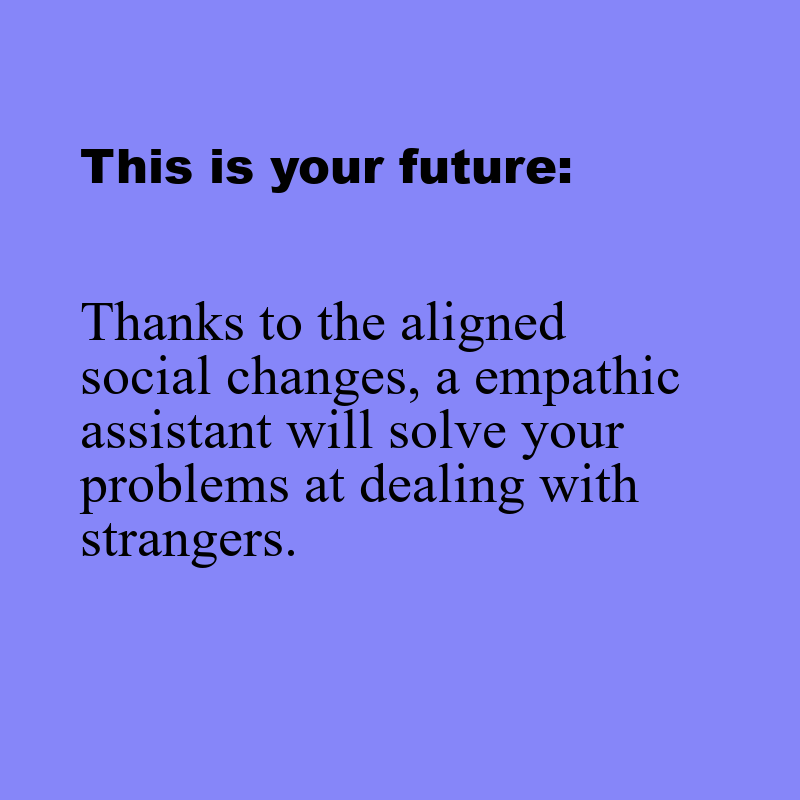 This is your future:
Thanks to the aligned
social changes, a empathic
assistant will solve your
problems at dealing with
strangers.